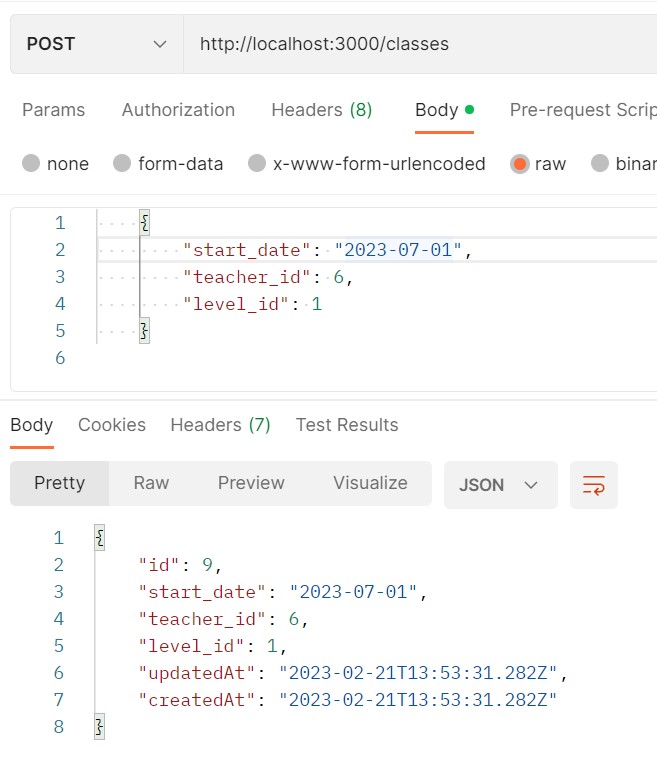 POST http://localhost:3000/classes
Params Authorization Headers (8) Body Pre-request Scrip
none form-data x-www-form-urlencoded raw binar
1 {
2 "start_date": "2023-07-01",
3 "teacher_id": 6,
4 "level_id": 1
5 }
6
Body Cookies Headers (7) Test Results
Pretty Raw Preview Visualize JSON
1 {
2 "id": 9,
3 "start_date": "2023-07-01",
4 "teacher_id": 6,
5 "level_id": 1,
6 "updatedAt": "2023-02-21T13:53:31.282Z",
7 "createdAt": "2023-02-21T13:53:31.282Z"
8 }